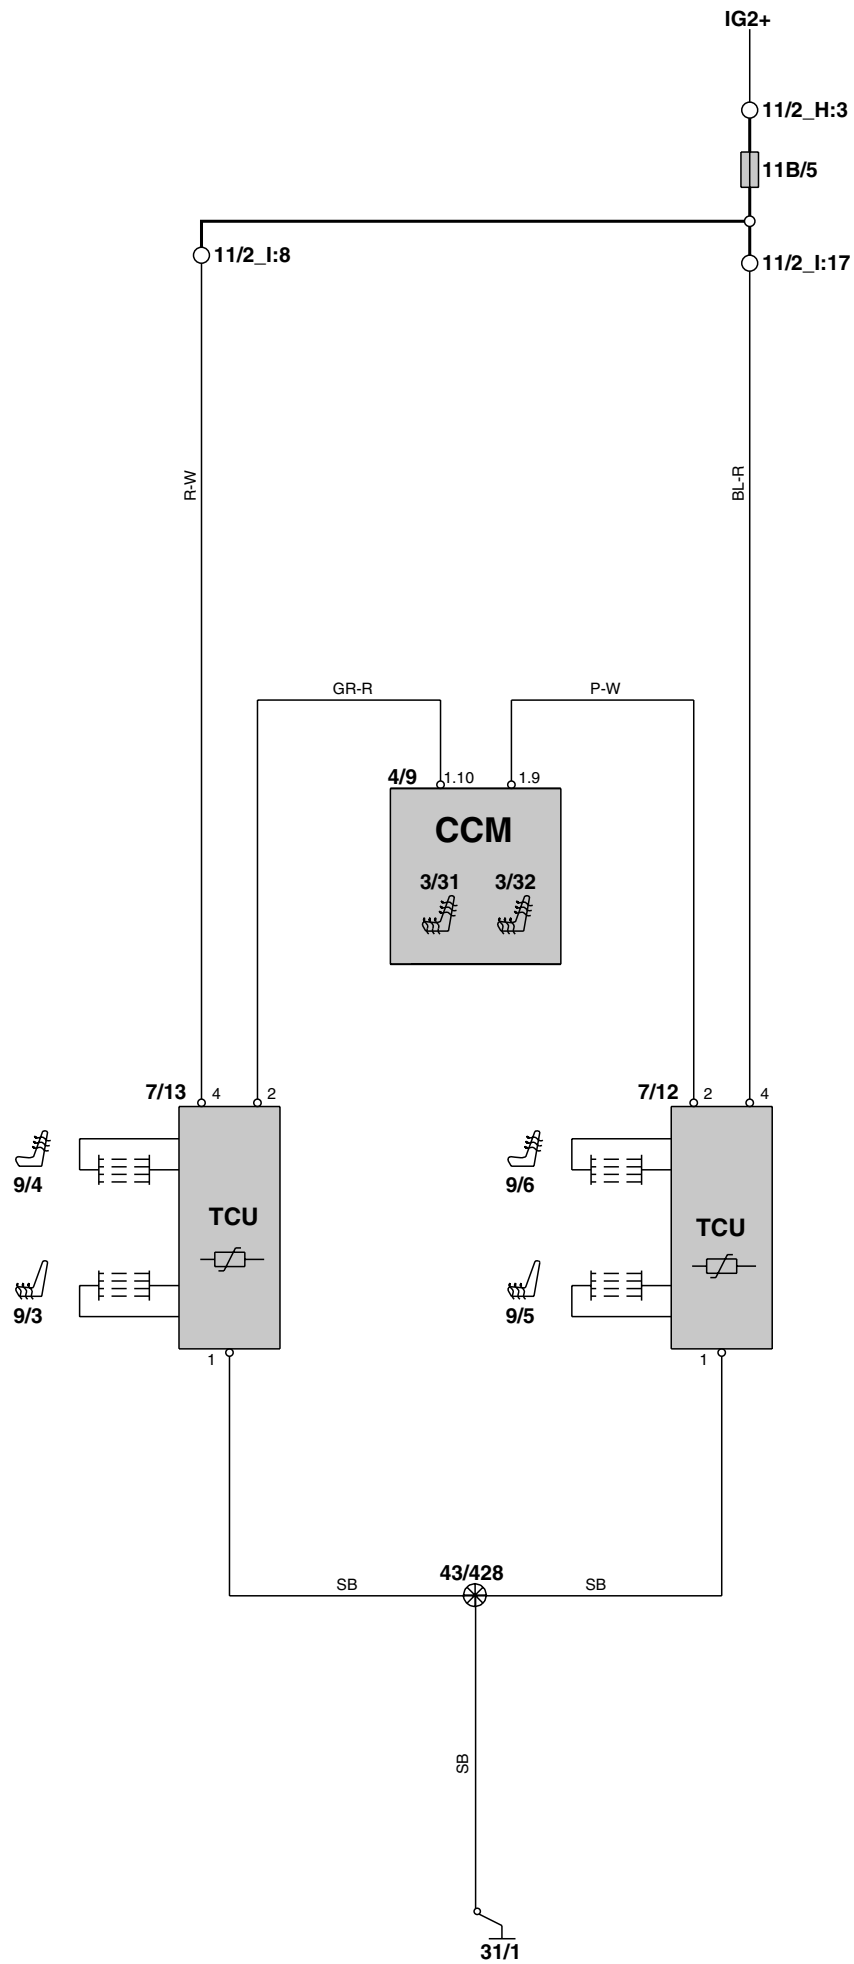 IG2+
11/2_H:3
11B/5
11/2_I:8
11/2_I:17
R-W
BL-R
GR-R
P-W
4/9
1.10
1.9
CCM
3/31
3/32
7/13
4
2
7/12
2
4
9/4
9/6
TCU
TCU
9/3
9/5
1
1
43/428
SB
SB
SB
31/1